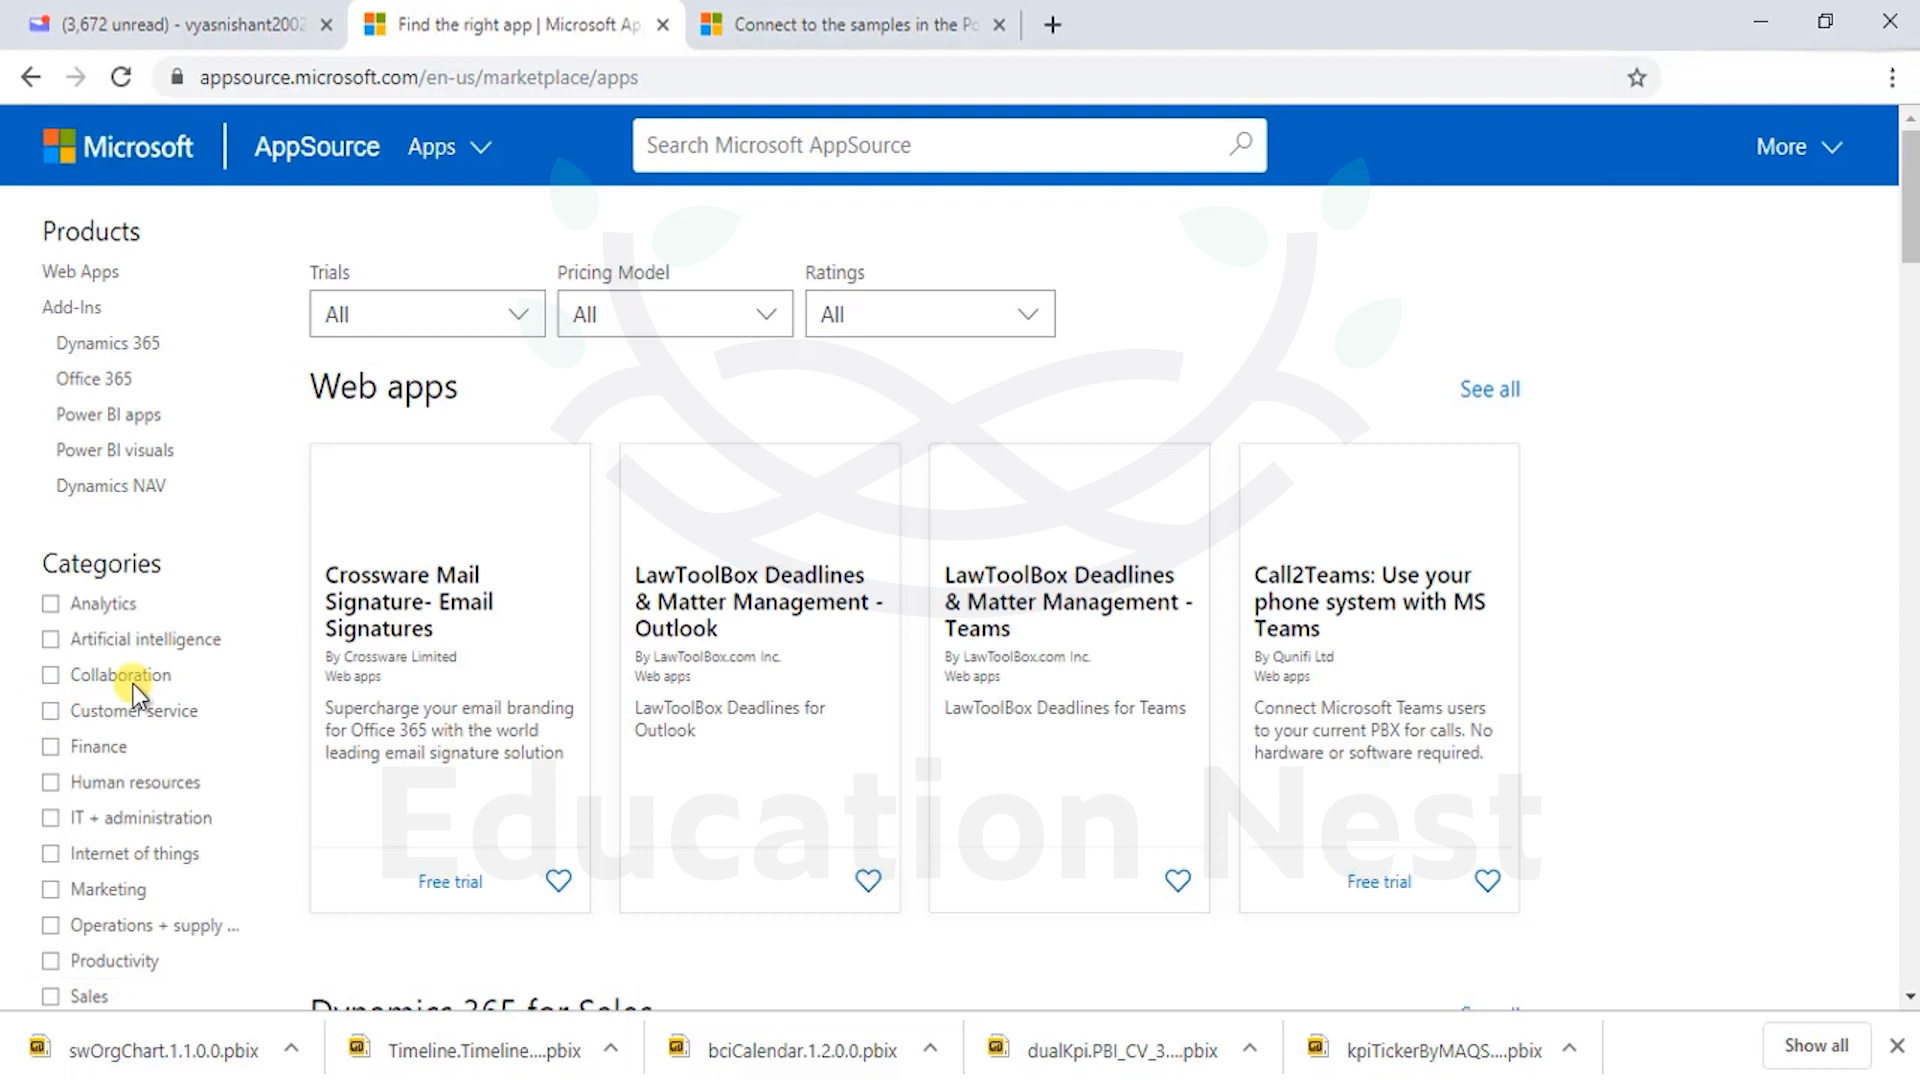 (3,672 unread) - vyasnishant2002
Find the right app | Microsoft Ap
Connect to the samples in the Po
appsource.microsoft.com/en-us/marketplace/apps
Microsoft
AppSource
Apps
Search Microsoft AppSource
More
Products
Web Apps
Add-Ins
Dynamics 365
Office 365
Power BI apps
Power BI visuals
Dynamics NAV
Categories
Analytics
Artificial intelligence
Collaboration
Customer service
Finance
Human resources
IT + administration
Internet of things
Marketing
Operations + supply ...
Productivity
Sales
Trials
Pricing Model
Ratings
All
All
All
Web apps
See all
Crossware Mail
Signature- Email
Signatures
By Crossware Limited
Web apps
Supercharge your email branding
for Office 365 with the world
leading email signature solution
Free trial
LawToolBox Deadlines
& Matter Management -
Outlook
By LawToolBox.com Inc.
Web apps
LawToolBox Deadlines for
Outlook
LawToolBox Deadlines
& Matter Management -
Teams
By LawToolBox.com Inc.
Web apps
LawToolBox Deadlines for Teams
Call2Teams: Use your
phone system with MS
Teams
By Qunifi Ltd
Web apps
Connect Microsoft Teams users
to your current PBX for calls. No
hardware or software required.
Free trial
Education Nest
Dynamics 365 for Sales
See all
swOrgChart.1.1.0.0.pbix
Timeline.Timeline....pbix
bciCalendar.1.2.0.0.pbix
dualKpi.PBI_CV_3....pbix
kpiTickerByMAQS....pbix
Show all